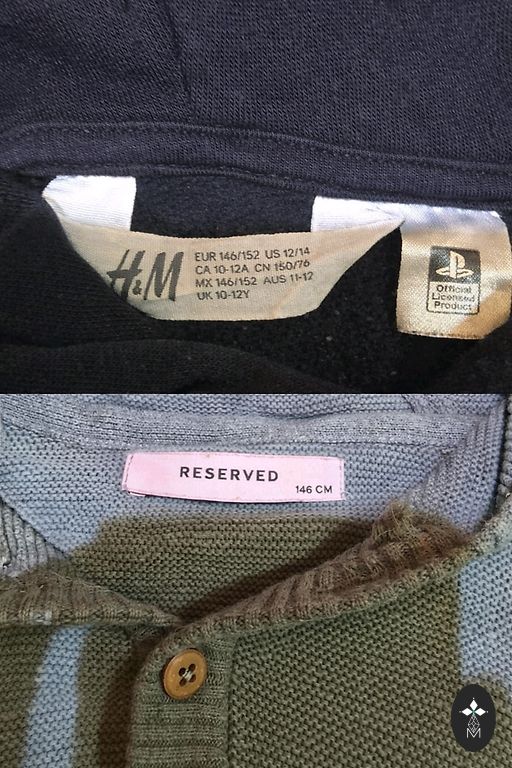 H&M
EUR 146/152 US 12/14
CA 10-12A CN 150/76
MX 146/152 AUS 11-12
UK 10-12Y
Official
Licensed
Product
RESERVED
146 CM
M